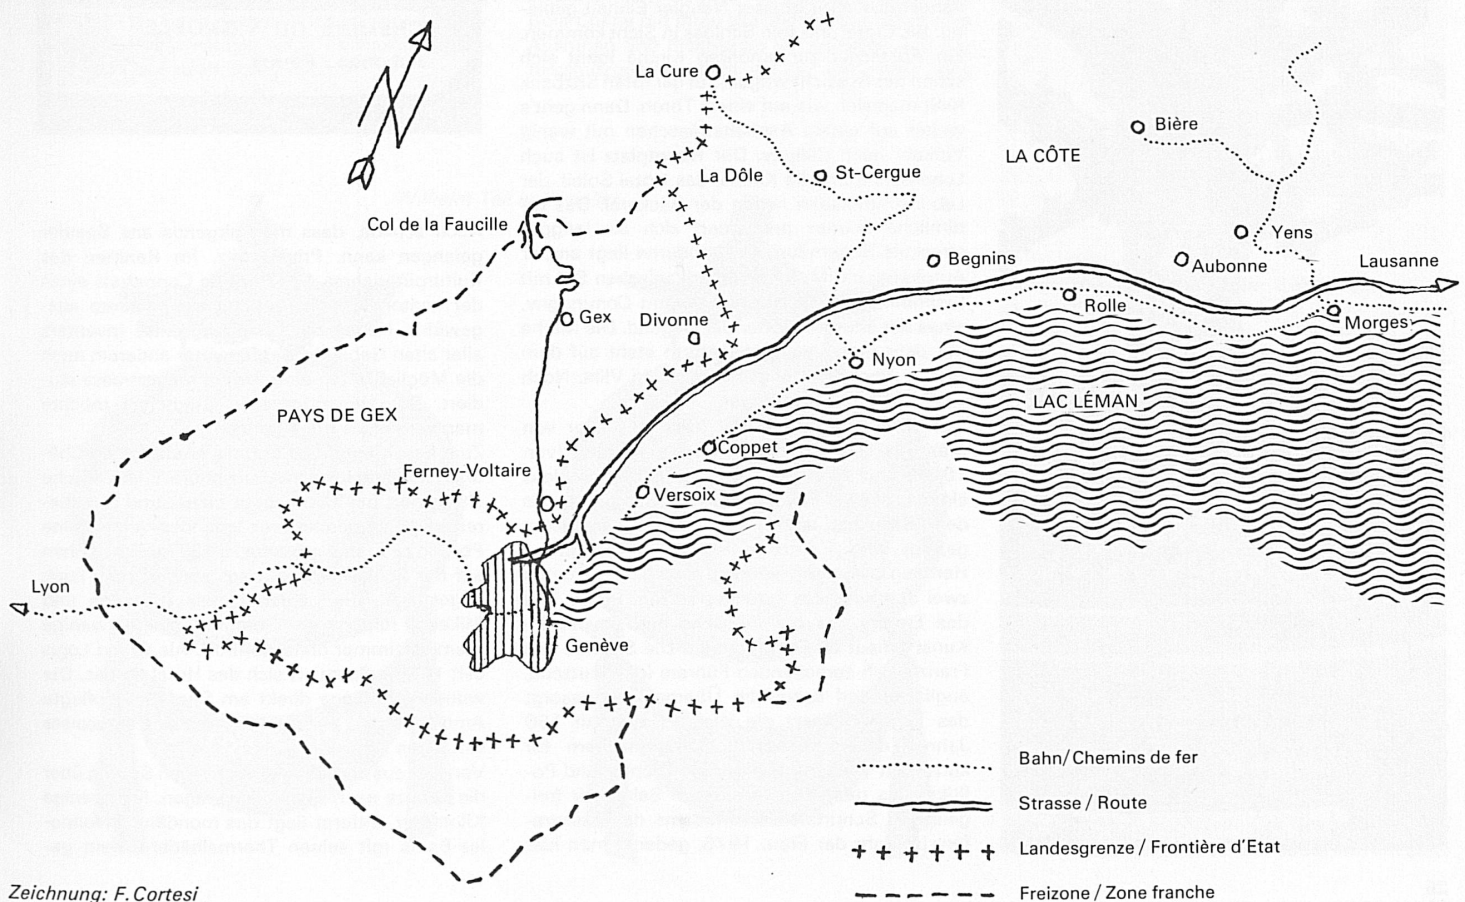 La Cure
La Dôle
St-Cergue
LA CÔTE
Bière
Col de la Faucille
Yens
Begnins
Aubonne
Lausanne
Gex
Divonne
Rolle
Morges
Nyon
PAYS DE GEX
LAC LÉMAN
Coppet
Ferney-Voltaire
Versoix
Lyon
Genève
Bahn/Chemins de fer
Strasse / Route
Landesgrenze / Frontière d'Etat
Freizone / Zone franche
Zeichnung: F. Cortesi